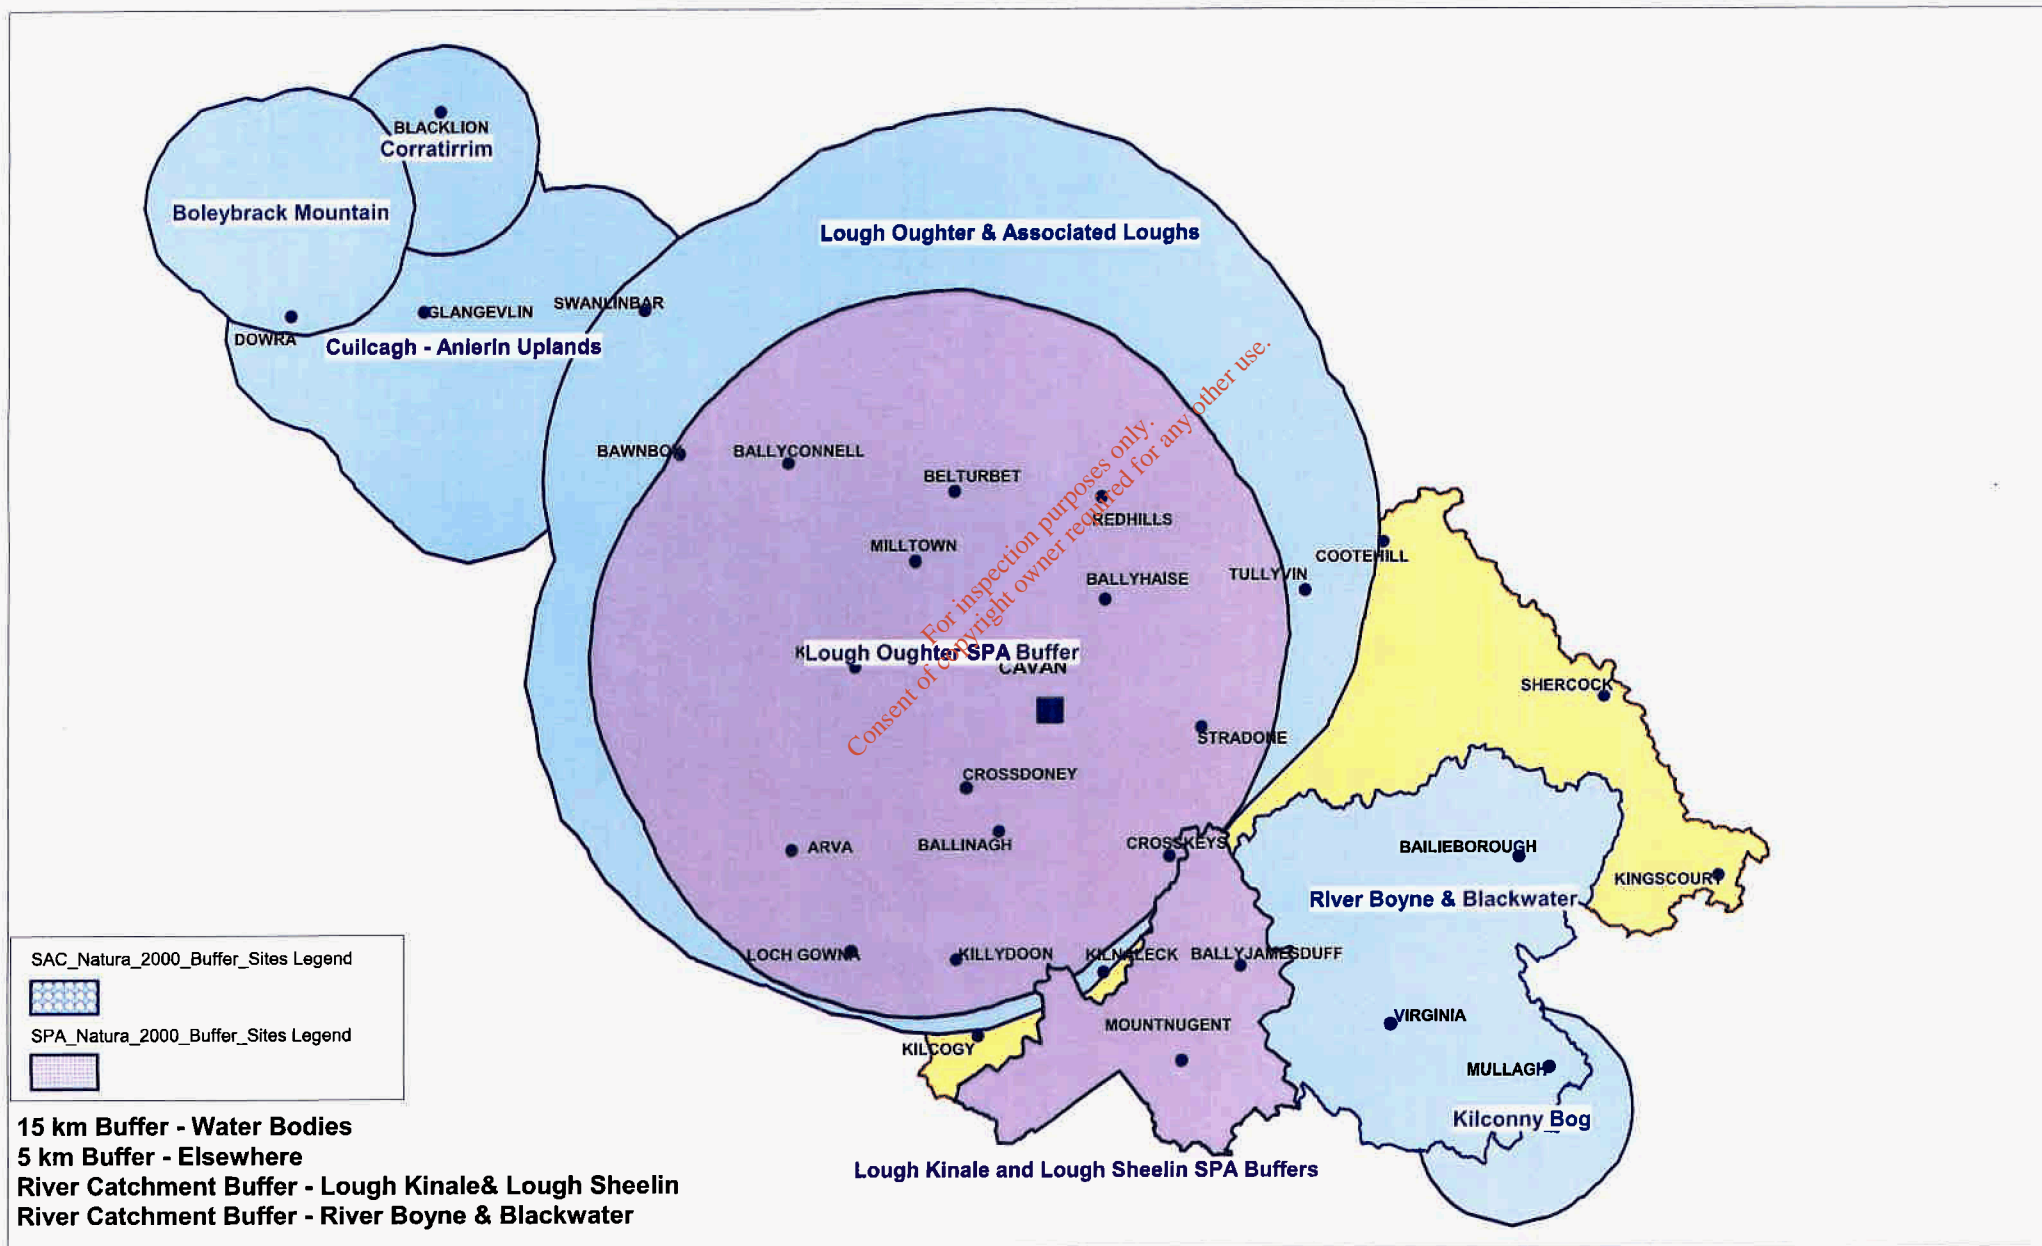 BLACKLION
Corratirrim
Boleybrack Mountain
Lough Oughter & Associated Loughs
SWANLINBAR
GLANGEVLIN
DOWRA
Cuilcagh - Anierin Uplands
BAWNBOY
BALLYCONNELL
BELTURBET
REDHILLS
MILLTOWN
COOTEHILL
TULLYVIN
BALLYHAISE
Lough Oughter SPA Buffer
CAVAN
SHERCOCK
STRADONE
CROSSDONEY
ARVA
BALLINAGH
CROSSKEYS
BAILIEBOROUGH
KINGSCOURT
River Boyne & Blackwater
LOCH GOWNA
KILLYDOON
KILNALECK
BALLYJAMESDUFF
VIRGINIA
MOUNTNUGENT
KILCOGY
MULLAGH
Kilconny Bog
Lough Kinale and Lough Sheelin SPA Buffers
For inspection purposes only.
Consent of copyright owner required for any other use.
SAC_Natura_2000_Buffer_Sites Legend
SPA_Natura_2000_Buffer_Sites Legend
15 km Buffer - Water Bodies
5 km Buffer - Elsewhere
River Catchment Buffer - Lough Kinale& Lough Sheelin
River Catchment Buffer - River Boyne & Blackwater